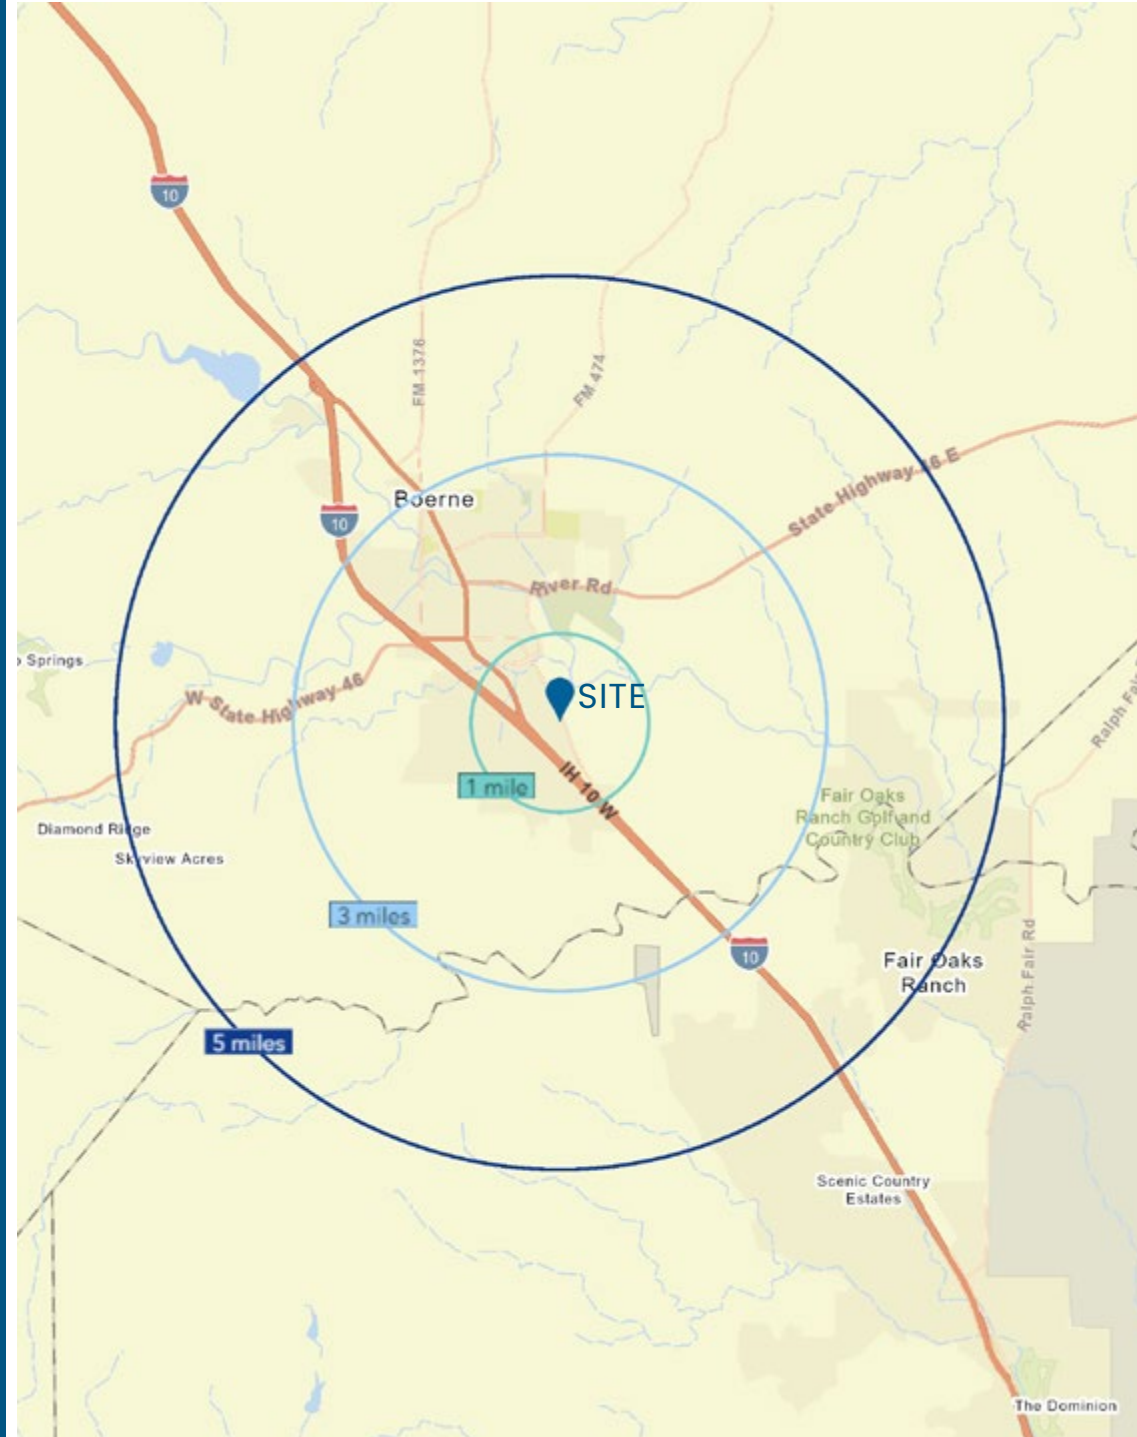 10
FM 1376
FM 474
State Highway 46 E
Boerne
10
River Rd
o Springs
W State Highway 46
SITE
Ralph Fair
1 mile
IH 10 W
Fair Oaks
Ranch Golf and
Country Club
Diamond Ridge
Skyview Acres
3 miles
10
Fair Oaks
Ranch
Ralph Fair Rd
5 miles
Scenic Country
Estates
The Dominion